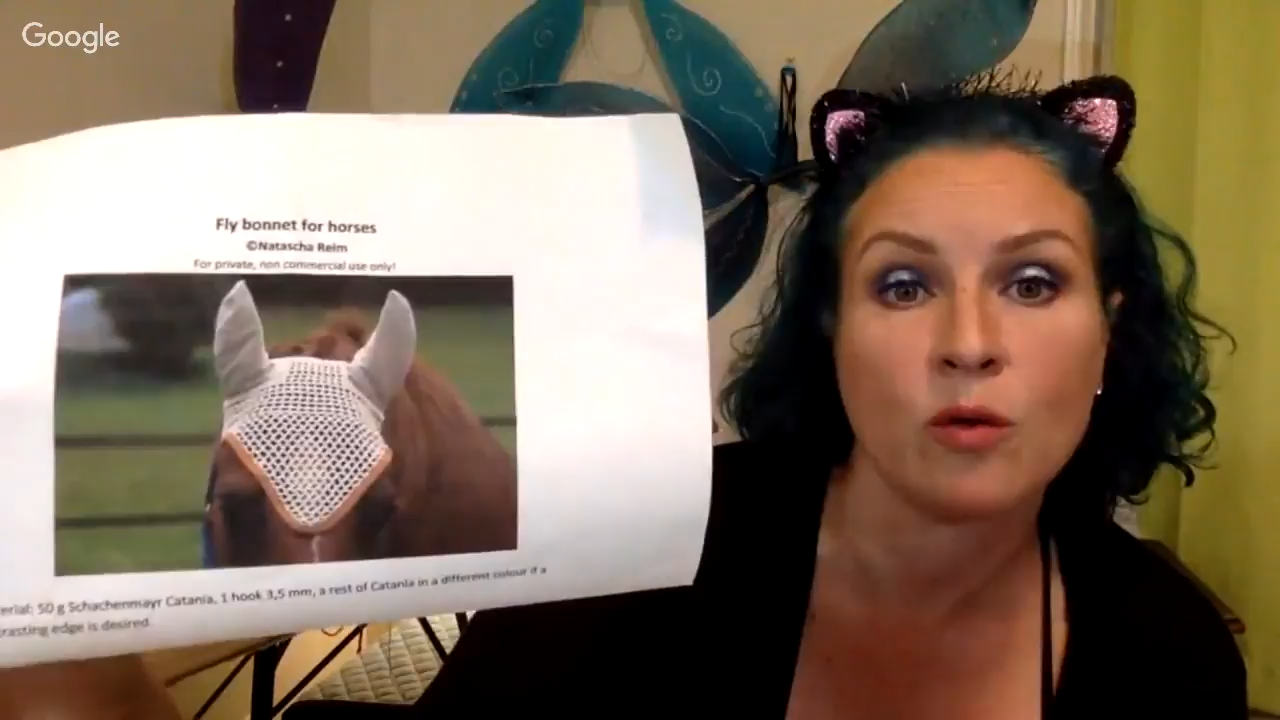 Google
Fly bonnet for horses
©Natascha Reim
For private, non commercial use only!
erial: 50 g Schachenmayr Catania, 1 hook 3,5 mm, a rest of Catania in a different colour if a
rasting edge is desired